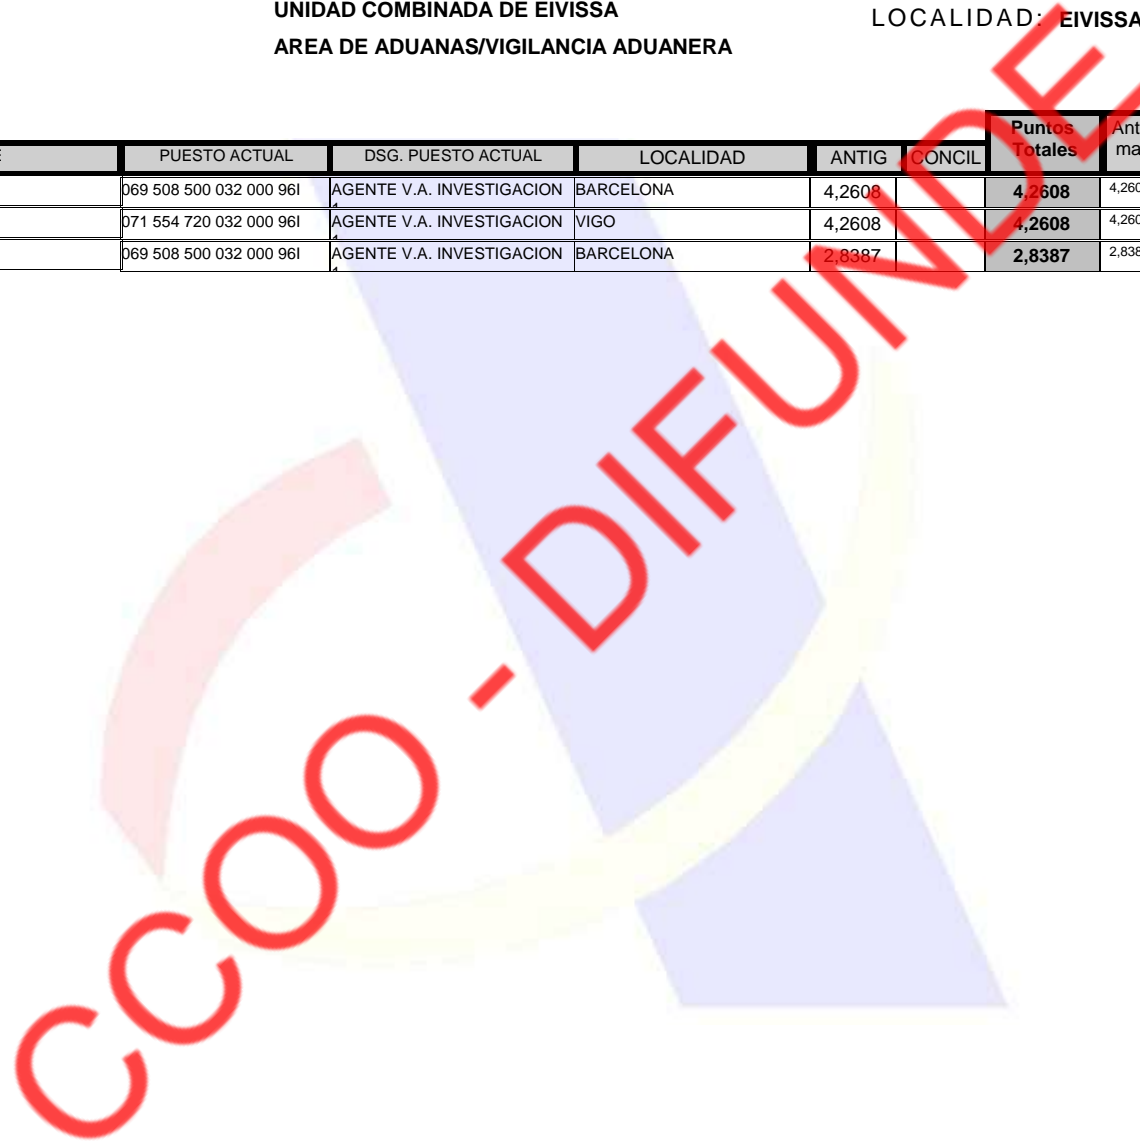 UNIDAD COMBINADA DE EIVISSA
LOCALIDAD: EIVISSA
AREA DE ADUANAS/VIGILANCIA ADUANERA
PUESTO ACTUAL DSG. PUESTO ACTUAL LOCALIDAD ANTIG CONCIL Puntos Totales
069 508 500 032 000 96I AGENTE V.A. INVESTIGACION BARCELONA 4,2608 4,2608
071 554 720 032 000 96I AGENTE V.A. INVESTIGACION VIGO 4,2608 4,2608
069 508 500 032 000 96I AGENTE V.A. INVESTIGACION BARCELONA 2,8387 2,8387
CCOO - DIFUNDE